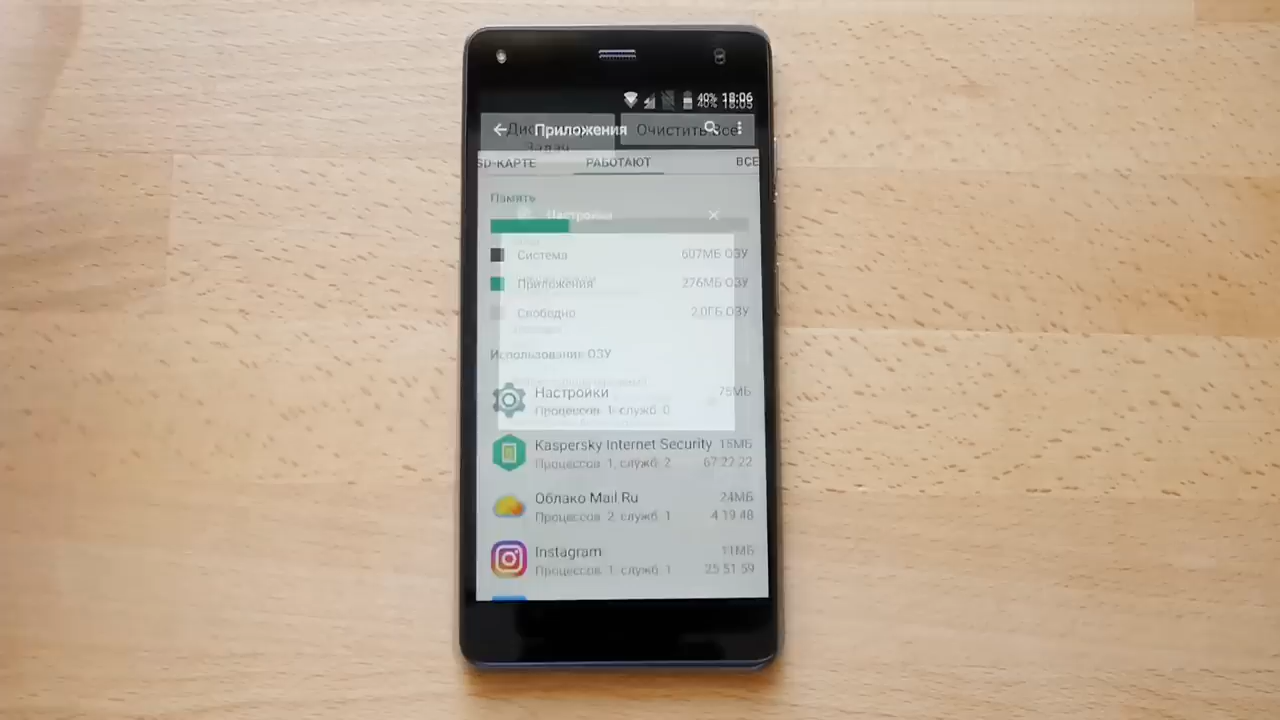 40% 18:06
Приложения
Очистить все
Задач
SD-КАРТЕ РАБОТАЮТ ВСЕ
Память
Настройки
Система 607МБ ОЗУ
Приложения 276МБ ОЗУ
Свободно 2,0ГБ ОЗУ
Использование ОЗУ
Настройки 75МБ
Процессов: 1, служб: 0
Kaspersky Internet Security 15МБ
Процессов: 1, служб: 2 67:22:22
Облако Mail.Ru 24МБ
Процессов: 2, служб: 1 4:19:48
Instagram 11МБ
Процессов: 1, служб: 1 25:51:59